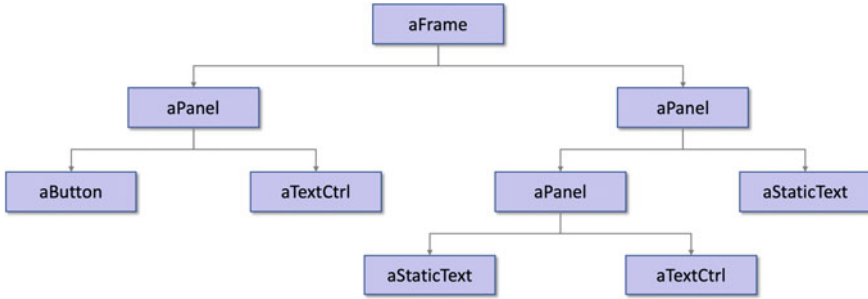 aFrame
aPanel
aPanel
aButton
aTextCtrl
aPanel
aStaticText
aStaticText
aTextCtrl